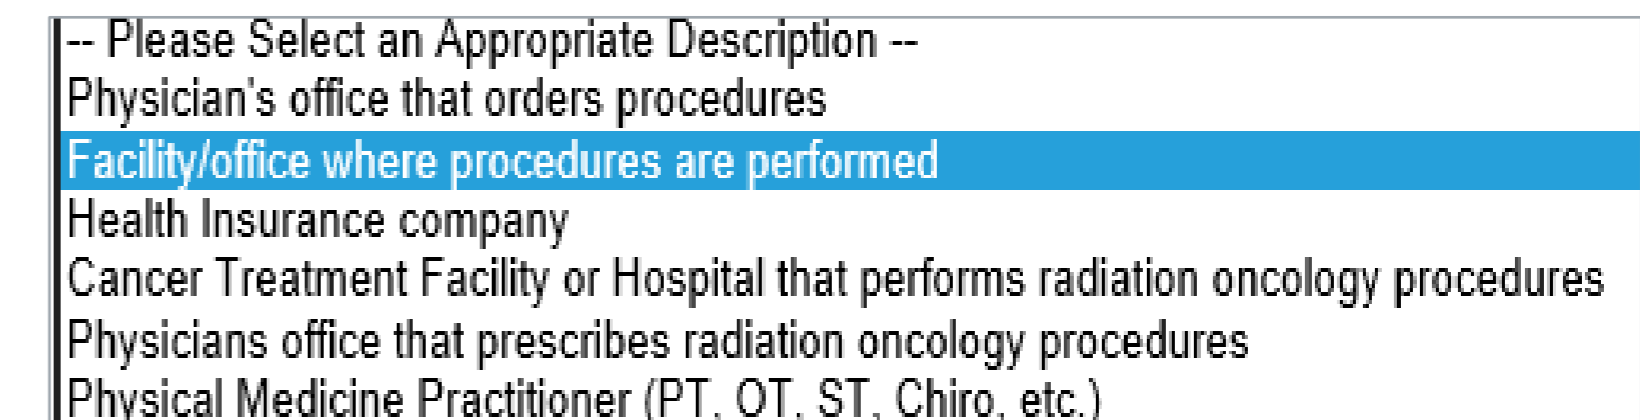 -- Please Select an Appropriate Description --
Physician's office that orders procedures
Facility/office where procedures are performed
Health Insurance company
Cancer Treatment Facility or Hospital that performs radiation oncology procedures
Physicians office that prescribes radiation oncology procedures
Physical Medicine Practitioner (PT, OT, ST, Chiro, etc.)